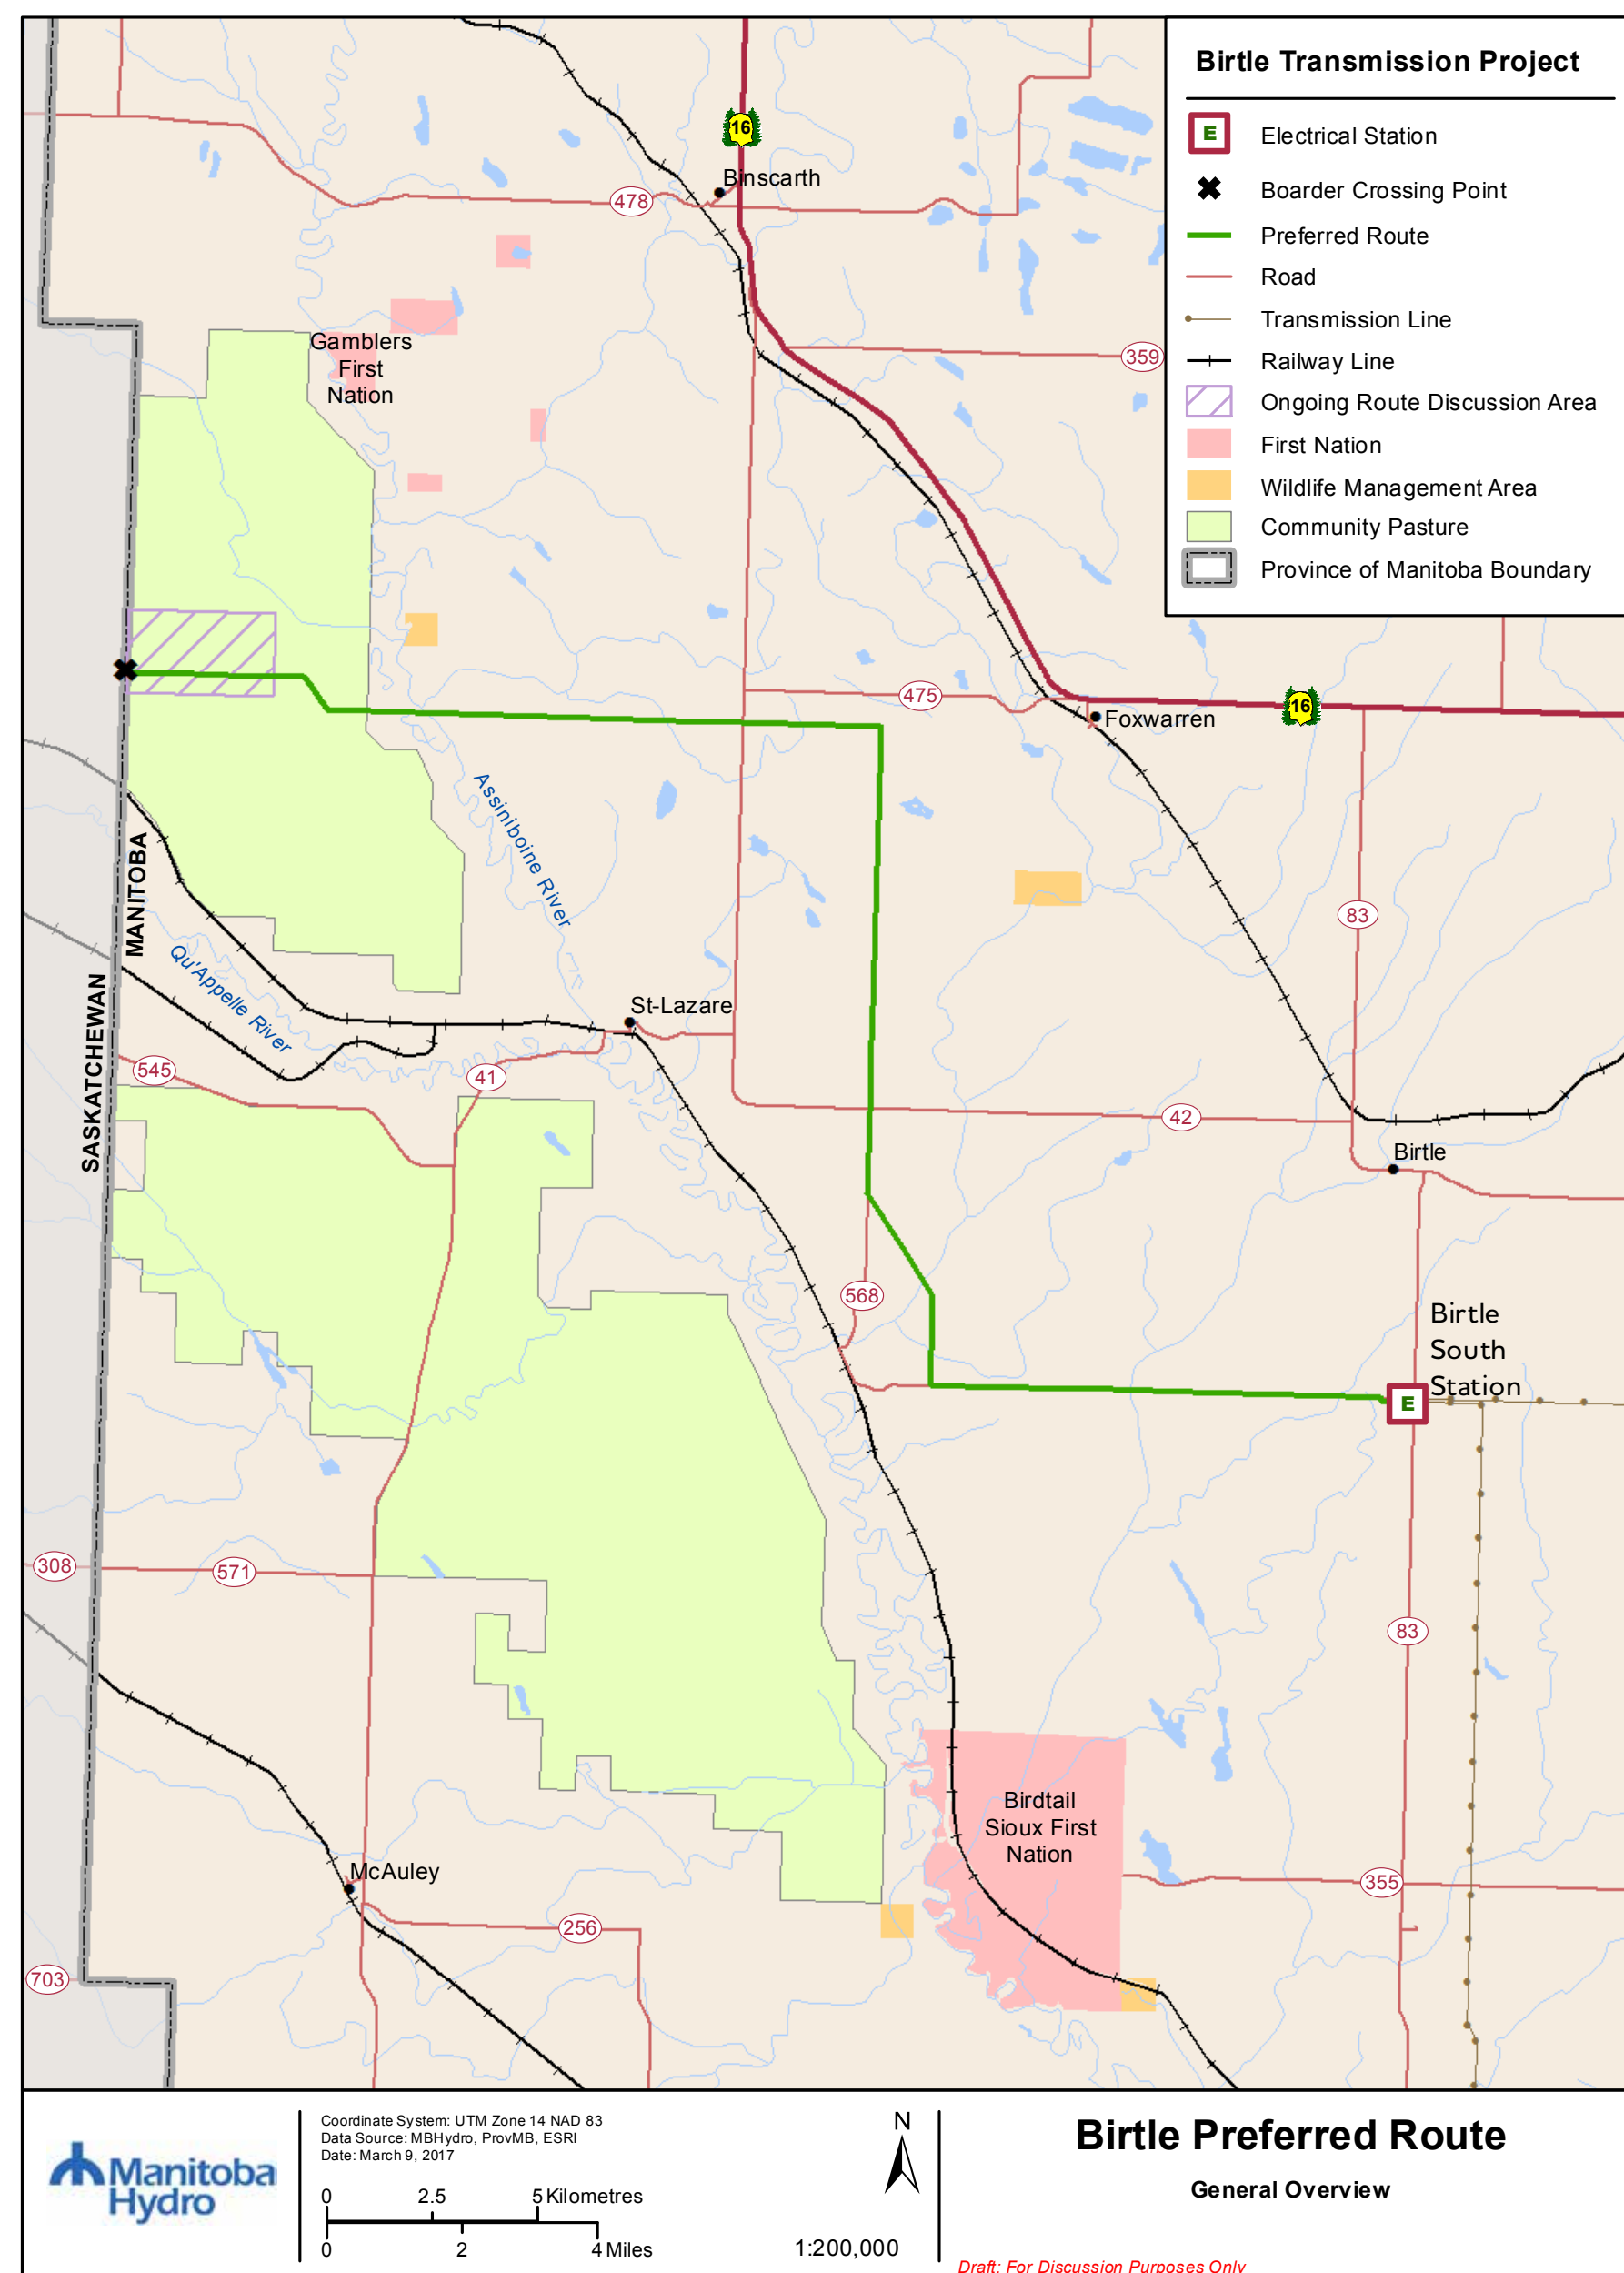 Birtle Transmission Project
E
Electrical Station
Boarder Crossing Point
Preferred Route
Road
Transmission Line
Railway Line
Ongoing Route Discussion Area
First Nation
Wildlife Management Area
Community Pasture
Province of Manitoba Boundary
16
Binscarth
478
Gamblers
First
Nation
359
475
Foxwarren
16
Assiniboine River
83
MANITOBA
SASKATCHEWAN
Qu'Appelle River
St-Lazare
545
41
42
Birtle
568
Birtle
South
Station
E
308
571
83
Birdtail
Sioux First
Nation
McAuley
355
256
703
Manitoba
Hydro
Coordinate System: UTM Zone 14 NAD 83
Data Source: MBHydro, ProvMB, ESRI
Date: March 9, 2017
0 2.5 5 Kilometres
0 2 4 Miles
N
1:200,000
Birtle Preferred Route
General Overview
Draft: For Discussion Purposes Only